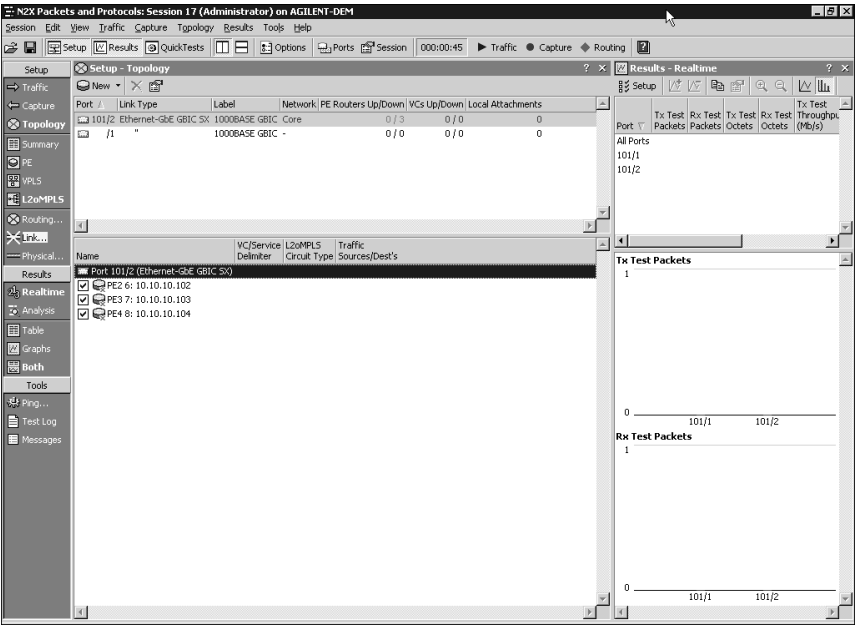 N2X Packets and Protocols: Session 17 (Administrator) on AGILENT-DEM
Session Edit View Traffic Capture Topology Results Tools Help
Setup Results QuickTests Options Ports Session 000:00:45 Traffic Capture Routing
Setup
Traffic
Capture
Topology
Summary
PE
VPLS
L2oMPLS
Routing...
Link...
Physical...
Results
Realtime
Analysis
Table
Graphs
Both
Tools
Ping...
Test Log
Messages
Setup - Topology
New
Port Link Type Label Network PE Routers Up/Down VCs Up/Down Local Attachments
101/2 Ethernet-GbE GBIC SX 1000BASE GBIC Core 0 / 3 0 / 0 0
/1 " 1000BASE GBIC - 0 / 0 0 / 0 0
Name VC/Service Delimiter L2oMPLS Circuit Type Traffic Sources/Dest's
Port 101/2 (Ethernet-GbE GBIC SX)
PE2 6: 10.10.10.102
PE3 7: 10.10.10.103
PE4 8: 10.10.10.104
Results - Realtime
Setup
Port Tx Test Packets Rx Test Packets Tx Test Octets Rx Test Octets Tx Test Throughpu (Mb/s)
All Ports
101/1
101/2
Tx Test Packets
1
0
101/1 101/2
Rx Test Packets
1
0
101/1 101/2